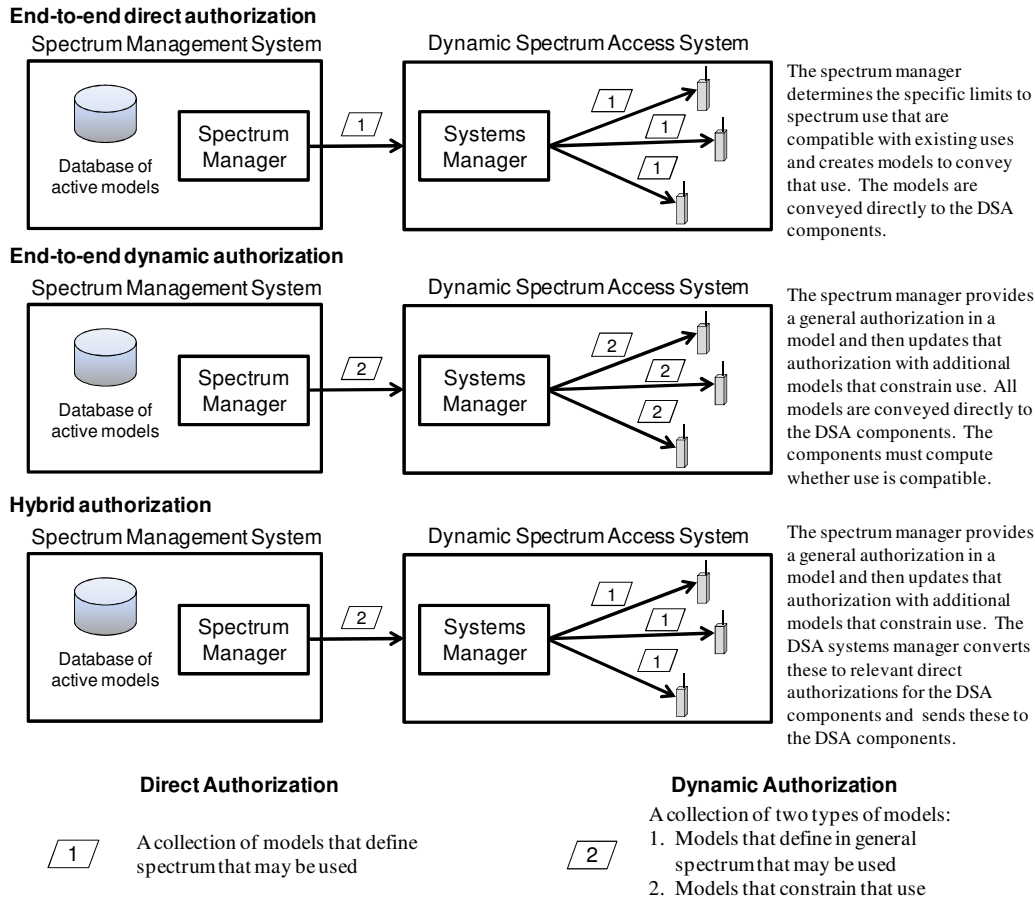 End-to-end direct authorization
Spectrum Management System
Dynamic Spectrum Access System
Database of
active models
Spectrum
Manager
1
Systems
Manager
1
1
1
The spectrum manager
determines the specific limits to
spectrum use that are
compatible with existing uses
and creates models to convey
that use. The models are
conveyed directly to the DSA
components.
End-to-end dynamic authorization
Spectrum Management System
Dynamic Spectrum Access System
Database of
active models
Spectrum
Manager
2
Systems
Manager
2
2
2
The spectrum manager provides
a general authorization in a
model and then updates that
authorization with additional
models that constrain use. All
models are conveyed directly to
the DSA components. The
components must compute
whether use is compatible.
Hybrid authorization
Spectrum Management System
Dynamic Spectrum Access System
Database of
active models
Spectrum
Manager
2
Systems
Manager
1
1
1
The spectrum manager provides
a general authorization in a
model and then updates that
authorization with additional
models that constrain use. The
DSA systems manager converts
these to relevant direct
authorizations for the DSA
components and sends these to
the DSA components.
Direct Authorization
1
A collection of models that define
spectrum that may be used
Dynamic Authorization
2
A collection of two types of models:
1. Models that define in general
spectrum that may be used
2. Models that constrain that use